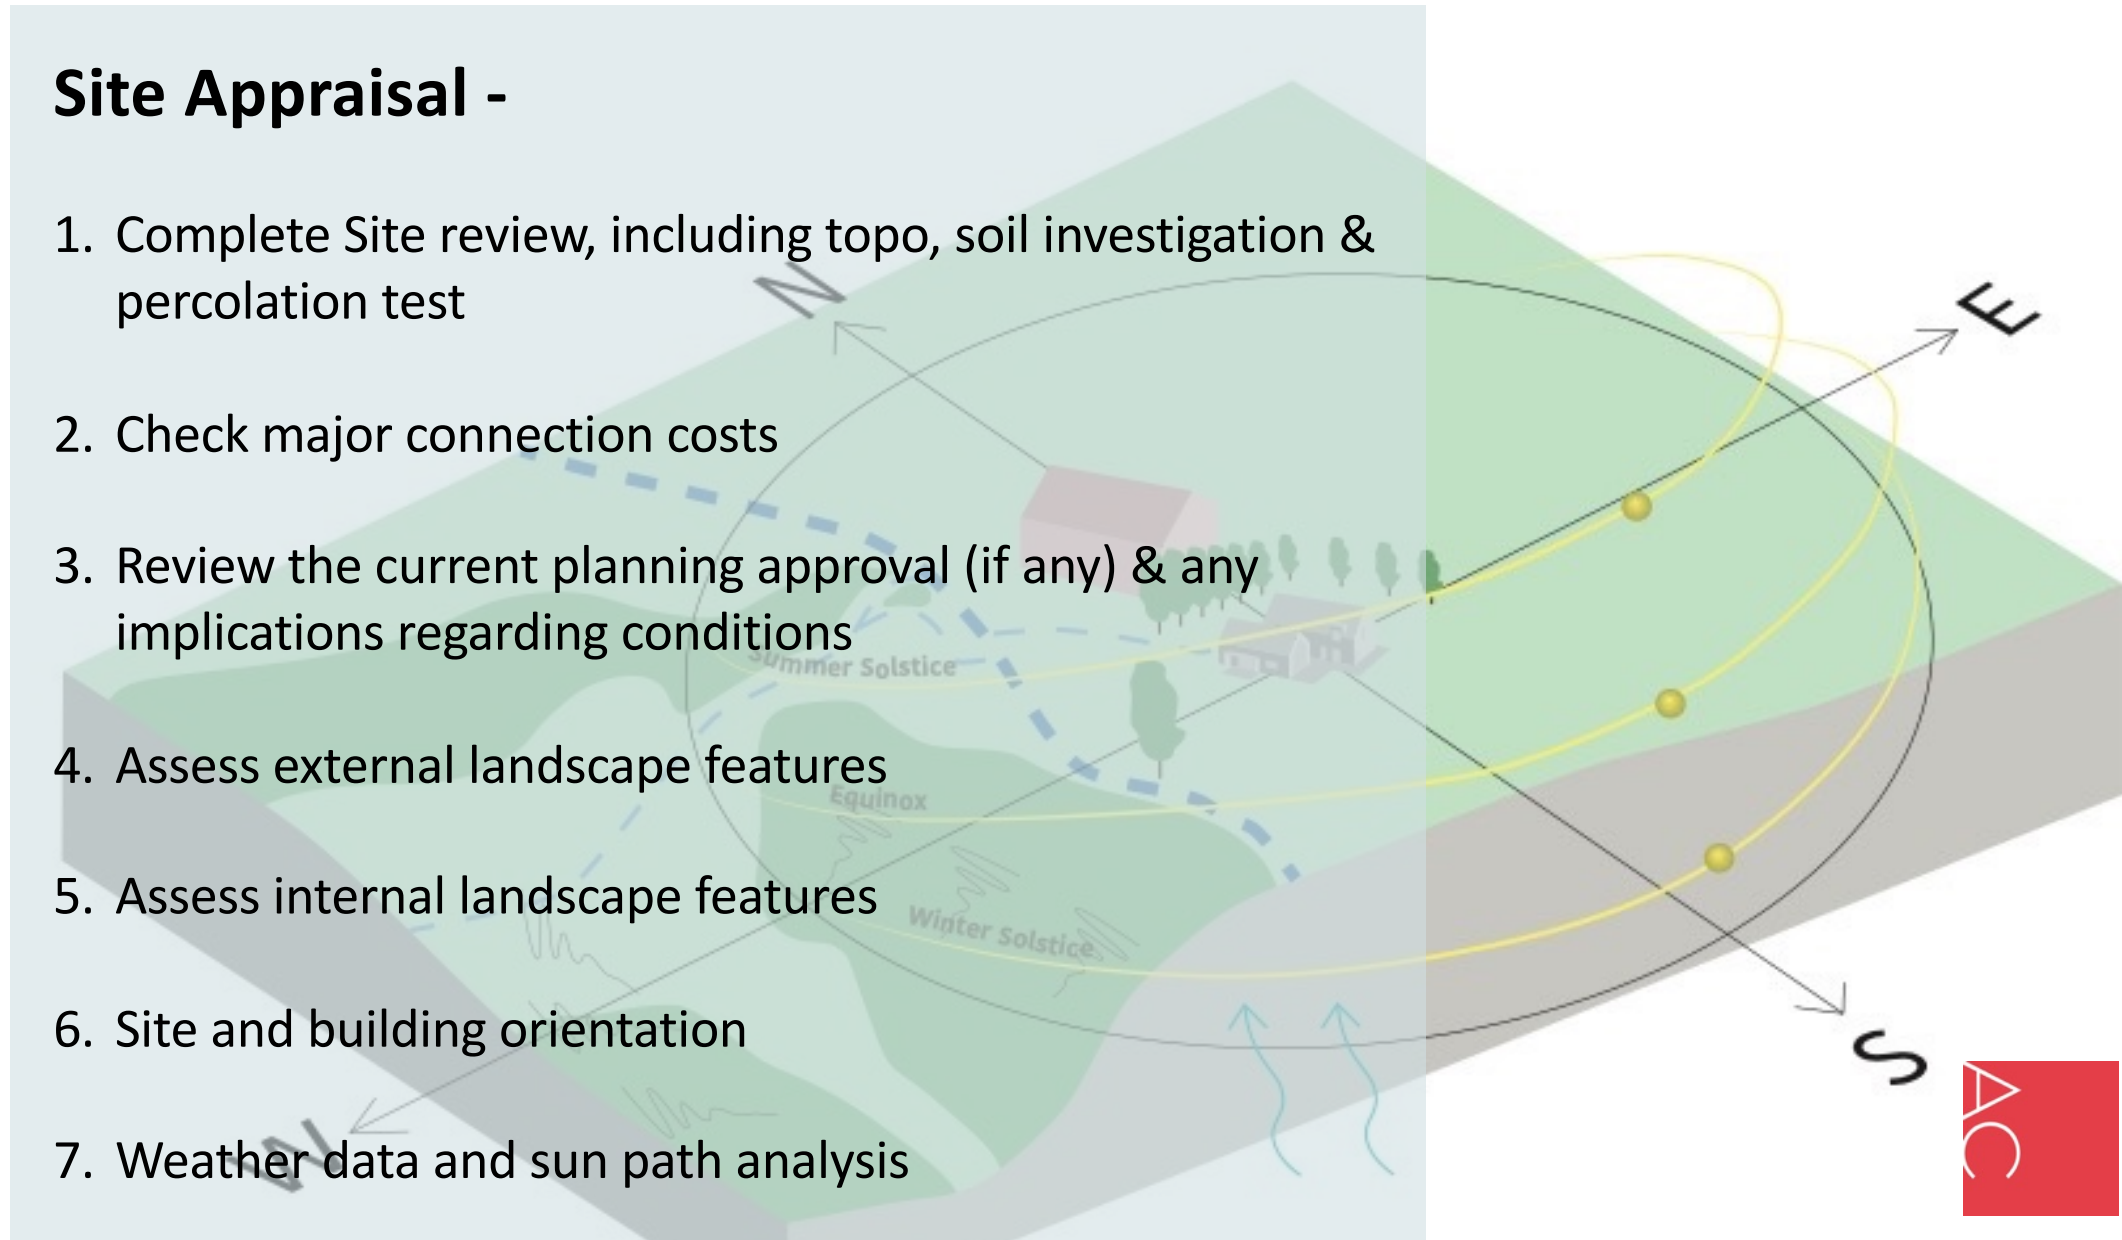 Site Appraisal -
1. Complete Site review, including topo, soil investigation &
percolation test
2. Check major connection costs
3. Review the current planning approval (if any) & any
implications regarding conditions
4. Assess external landscape features
5. Assess internal landscape features
6. Site and building orientation
7. Weather data and sun path analysis
N
E
S
W
Summer Solstice
Equinox
Winter Solstice
AC